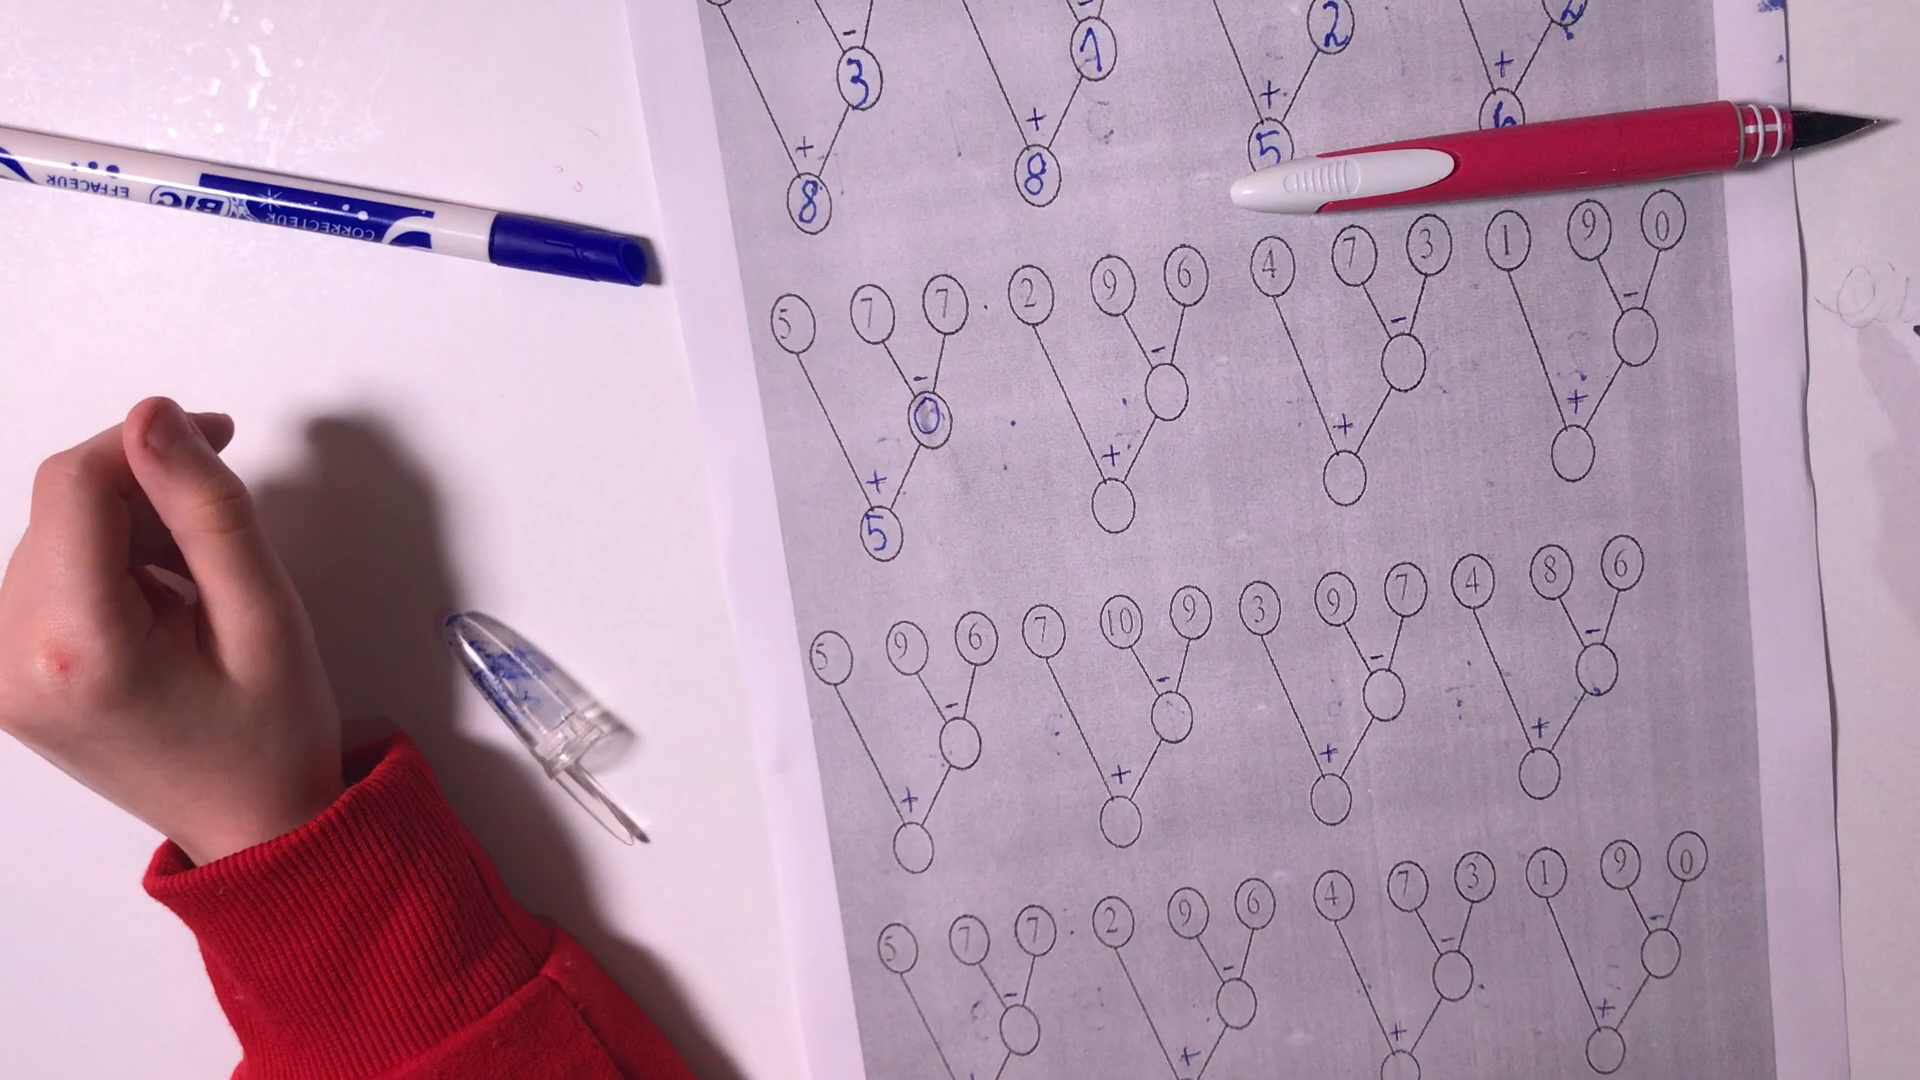 - 3 - 1 2 2
+ 8 + 8 + 5 +
EFFACEUR BIC CORRECTEUR
5 7 7 2 9 6 4 7 3 1 9 0
- 0 - - -
+ 5 + + +
5 9 6 7 10 9 3 9 7 4 8 6
- - - -
+ + + +
5 7 7 2 9 6 4 7 3 1 9 0
- - - -
+ + +